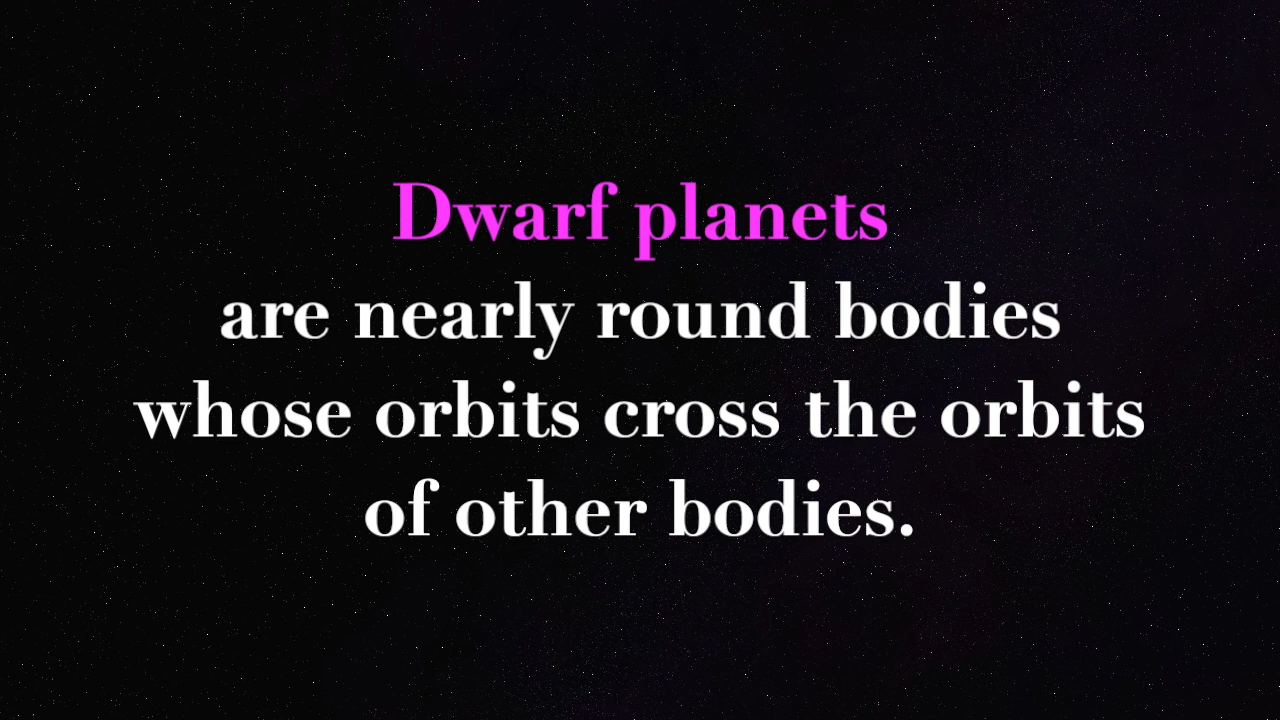 Dwarf planets
are nearly round bodies
whose orbits cross the orbits
of other bodies.